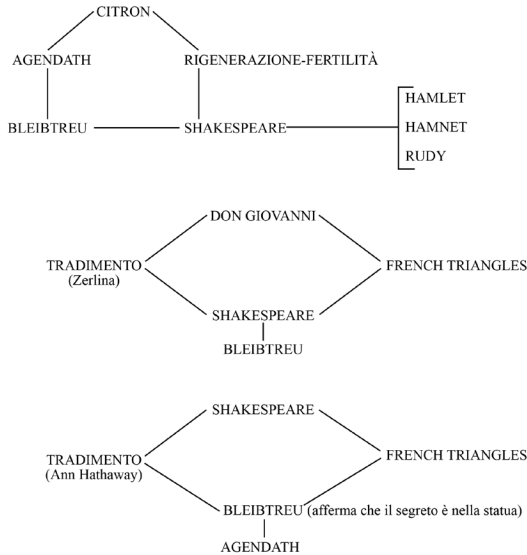 CITRON
AGENDATH RIGENERAZIONE-FERTILITÀ
HAMLET
BLEIBTREU SHAKESPEARE HAMNET
RUDY
DON GIOVANNI
TRADIMENTO FRENCH TRIANGLES
(Zerlina)
SHAKESPEARE
BLEIBTREU
SHAKESPEARE
TRADIMENTO FRENCH TRIANGLES
(Ann Hathaway)
BLEIBTREU (afferma che il segreto è nella statua)
AGENDATH